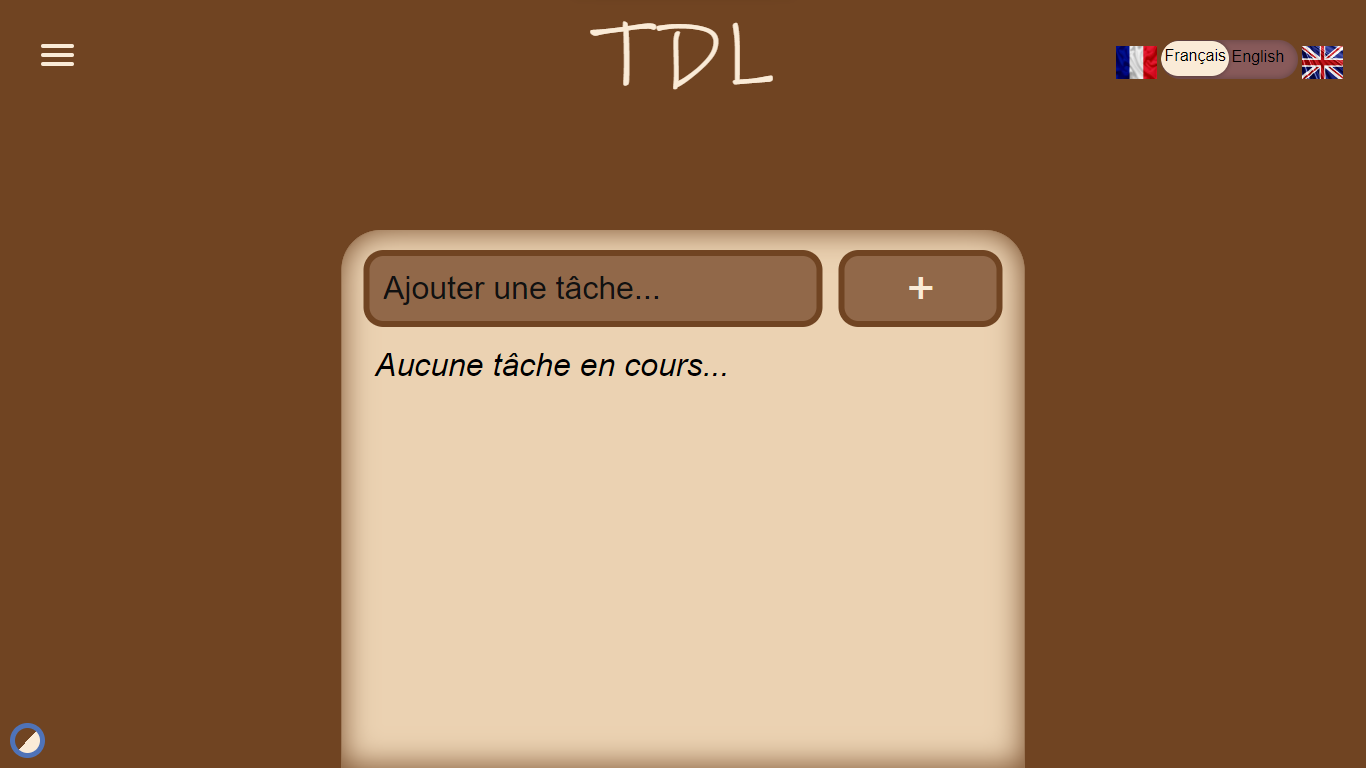 TDL
Français English
Ajouter une tâche...
+
Aucune tâche en cours...